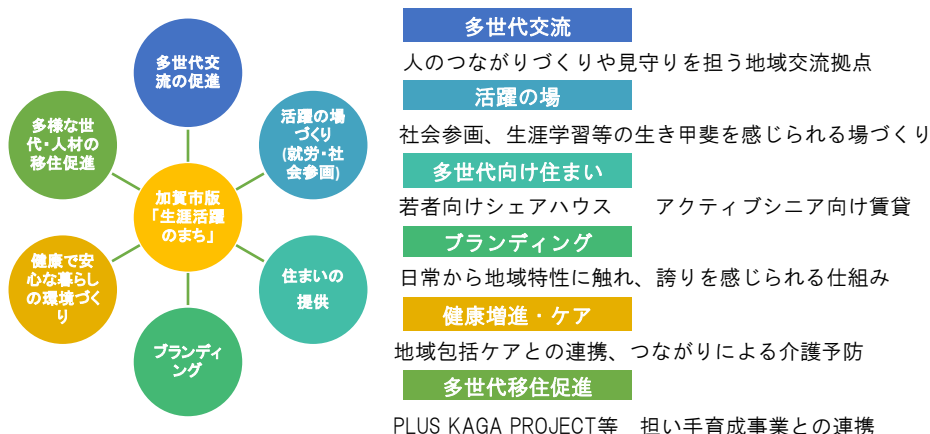 多世代交
流の促進
活躍の場
づくり
(就労・社
会参画)
住まいの
提供
ブランディ
ング
健康で安
心な暮らし
の環境づく
り
多様な世
代・人材の
移住促進
加賀市版
「生涯活躍
のまち」
多世代交流
人のつながりづくりや見守りを担う地域交流拠点
活躍の場
社会参画、生涯学習等の生き甲斐を感じられる場づくり
多世代向け住まい
若者向けシェアハウス　　アクティブシニア向け賃貸
ブランディング
日常から地域特性に触れ、誇りを感じられる仕組み
健康増進・ケア
地域包括ケアとの連携、つながりによる介護予防
多世代移住促進
PLUS KAGA PROJECT等　担い手育成事業との連携